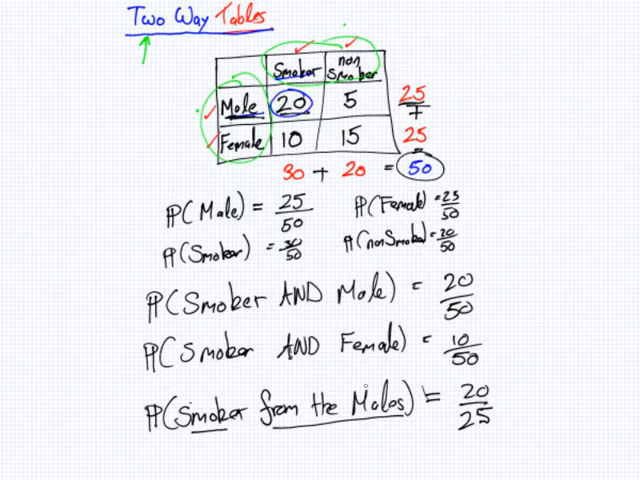 Two Way Tables
Smoker non Smoker
Male 20 5 25
+
Female 10 15 25
30 + 20 = 50
P(Male) = 25/50 P(Female) = 25/50
P(Smoker) = 30/50 P(nonSmoker) = 20/50
P(Smoker AND Male) = 20/50
P(Smoker AND Female) = 10/50
P(Smoker from the Males) = 20/25